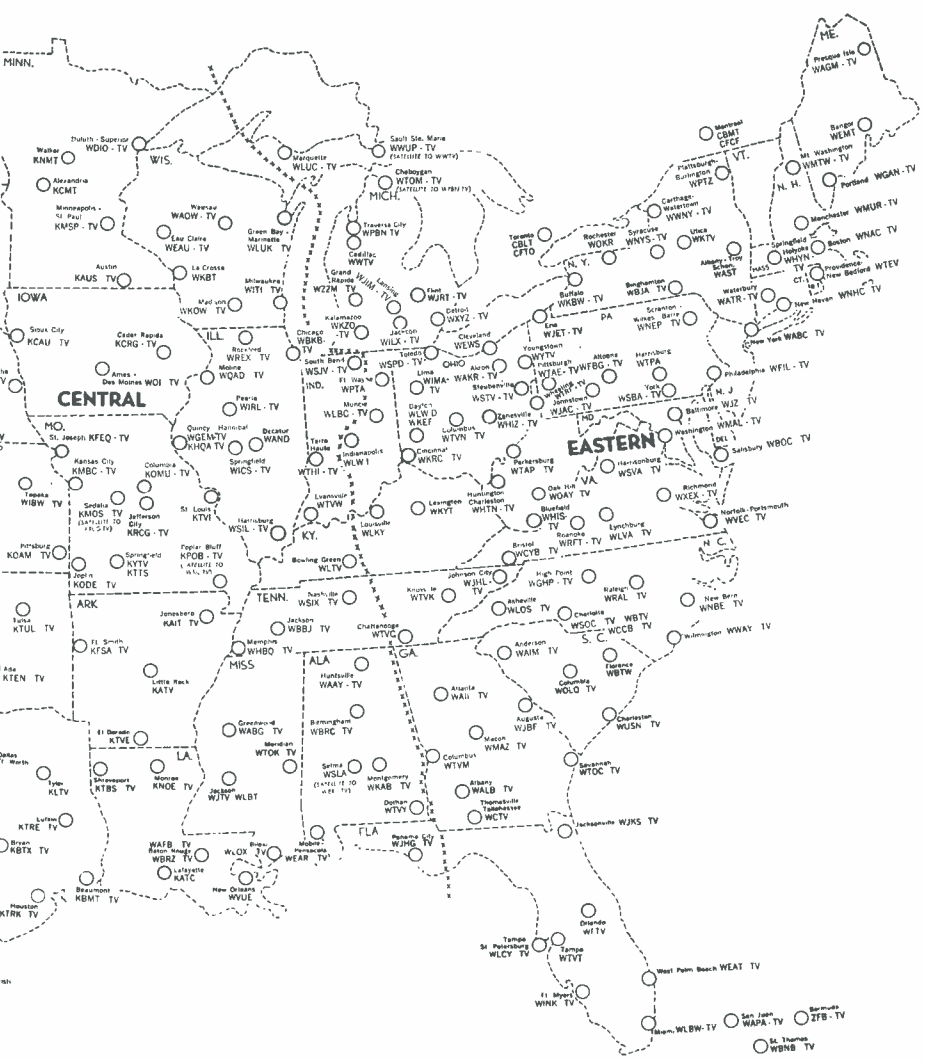 ME.
Presque Isle
WAGM - TV
MINN.
Duluth - Superior
WDIO - TV
WIS.
Walker
KNMT
Alexandria
KCMT
Minneapolis -
St. Paul
KMSP - TV
Wausau
WAOW - TV
Eau Claire
WEAU - TV
Green Bay -
Marinette
WLUK
Marquette
WLUC - TV
Sault Ste. Marie
WWUP - TV
(SATELLITE TO WWTV)
Cheboygan
WTOM - TV
(SATELLITE TO WPBN TV)
MICH.
Traverse City
WPBN TV
Cadillac
WWTV
Montreal
CBMT
CFCF
VT.
Bangor
WEMT
Mt. Washington
WMTW - TV
N. H.
Portland WGAN - TV
Plattsburg-
Burlington
WPTZ
Carthage-
Watertown
WWNY - TV
Manchester WMUR - TV
Toronto
CBLT
CFTO
Rochester
WOKR
Syracuse
WNYS - TV
Utica
WKTV
N. Y.
Albany - Troy
Schen.
WAST
Springfield
Holyoke
WHYN
TV
MASS
Boston WNAC TV
Providence-
New Bedford WTEV
CT.
Waterbury
WATR - TV
New Haven WNHC TV
Austin
KAUS TV
La Crosse
WKBT
Madison
WKOW TV
Milwaukee
WITI TV
Grand
Rapids
WZZM TV
Lansing
WJIM TV
Flint
WJRT - TV
Detroit
WXYZ - TV
Kalamazoo
WKZO
TV
Jackson
WILX - TV
Buffalo
WKBW - TV
Binghamton
WBJA - TV
PA
Scranton -
Wilkes Barre
WNEP TV
Erie
WJET - TV
New York WABC TV
IOWA
Sioux City
KCAU TV
Cedar Rapids
KCRG - TV
Ames -
Des Moines WOI TV
ILL
Rockford
WREX TV
Moline
WQAD TV
Chicago
WBKB
TV
South Bend
WSJV - TV
IND.
Toledo
WSPD - TV
OHIO
Cleveland
WEWS
Akron
WAKR - TV
Youngstown
WYTV
Pittsburgh
WTAE - TV
Altoona
WFBG - TV
Harrisburg
WTPA
York
WSBA - TV
Philadelphia WFIL - TV
N. J
Ft Wayne
WPTA
Lima
WIMA-
TV
Steubenville
WSTV - TV
Wheeling
Johnstown
WJAC - TV
CENTRAL
Peoria
WIRL - TV
Muncie
WLBC - TV
Dayton
WLW D
WKEF
Columbus
WTVN TV
Zanesville
WHIZ - TV
MD
Baltimore WJZ TV
Washington WMAL - TV
DEL
Salisbury WBOC TV
EASTERN
MO.
St. Joseph KFEQ - TV
Quincy Hannibal
WGEM-TV
KHQA TV
Decatur
WAND
Springfield
WICS - TV
Terre
Haute
WTHI - TV
Indianapolis
WLW I
Cincinnati
WKRC TV
Parkersburg
WTAP TV
Harrisonburg
WSVA - TV
VA.
Kansas City
KMBC - TV
Columbia
KOMU - TV
Topeka
WIBW TV
Sedalia
KMOS TV
(SATELLITE TO
Jefferson
City
KRCG - TV
St. Louis
KTVI
Evansville
WTVW
Lexington
WKYT
Huntington
Charleston
WHTN - TV
Oak Hill
WOAY TV
Bluefield
WHIS-
TV
Richmond
WXEX - TV
Norfolk-Portsmouth
WVEC TV
Harrisburg
WSIL - TV
KY.
Louisville
WLKY
Roanoke
WRFT - TV
Lynchburg
WLVA TV
Bristol
WCYB TV
N C
Pittsburg
KOAM TV
Joplin
KODE TV
Springfield
KYTV
KTTS
Poplar Bluff
KPOB - TV
Bowling Green
WLTV
Johnson City
WJHL-
TV
High Point
WGHP - TV
Raleigh
WRAL TV
New Bern
WNBE TV
ARK
TENN.
Nashville
WSIX TV
Knoxville
WTVK
Asheville
WLOS TV
Charlotte
WSOC TV WBTV
WCCB TV
Tulsa
KTUL TV
Jonesboro
KAIT TV
Jackson
WBBJ TV
Chattanooga
WTVC
S. C
Wilmington WWAY TV
Ft. Smith
KFSA TV
Memphis
WHBQ TV
MISS
ALA
GA.
Anderson
WAIM TV
Florence
WBTW
Ada
KTEN TV
Little Rock
KATV
Huntsville
WAAY - TV
Atlanta
WAII TV
Columbia
WOLO TV
El Dorado
KTVE
Greenwood
WABG TV
Birmingham
WBRC TV
Augusta
WJBF TV
Charleston
WUSN TV
Macon
WMAZ TV
LA.
Meridian
WTOK TV
Selma
WSLA
(SATELLITE TO
Montgomery
WKAB TV
Columbus
WTVM
Savannah
WTOC TV
Dallas
Worth
Tyler
KLTV
Shreveport
KTBS TV
Monroe
KNOE TV
Jackson
WJTV WLBT
Dothan
WTVY
Albany
WALB TV
Thomasville
Tallahassee
WCTV
Lufkin
KTRE TV
Bryan
KBTX TV
FLA
Jacksonville WJKS TV
WAFB TV
Baton Rouge
WBRZ TV
Biloxi
WLOX TV
Mobile -
Pensacola
WEAR TV
Panama City
WJHG TV
Lafayette
KATC
New Orleans
WVUE
Beaumont
KBMT TV
Houston
KTRK TV
Orlando
WFTV
Tampa
St Petersburg
WLCY TV
Tampa
WTVT
West Palm Beach WEAT TV
Ft Myers
WINK TV
Miami, WLBW- TV
San Juan
WAPA - TV
Bermuda
ZFB - TV
St. Thomas
WBNB TV